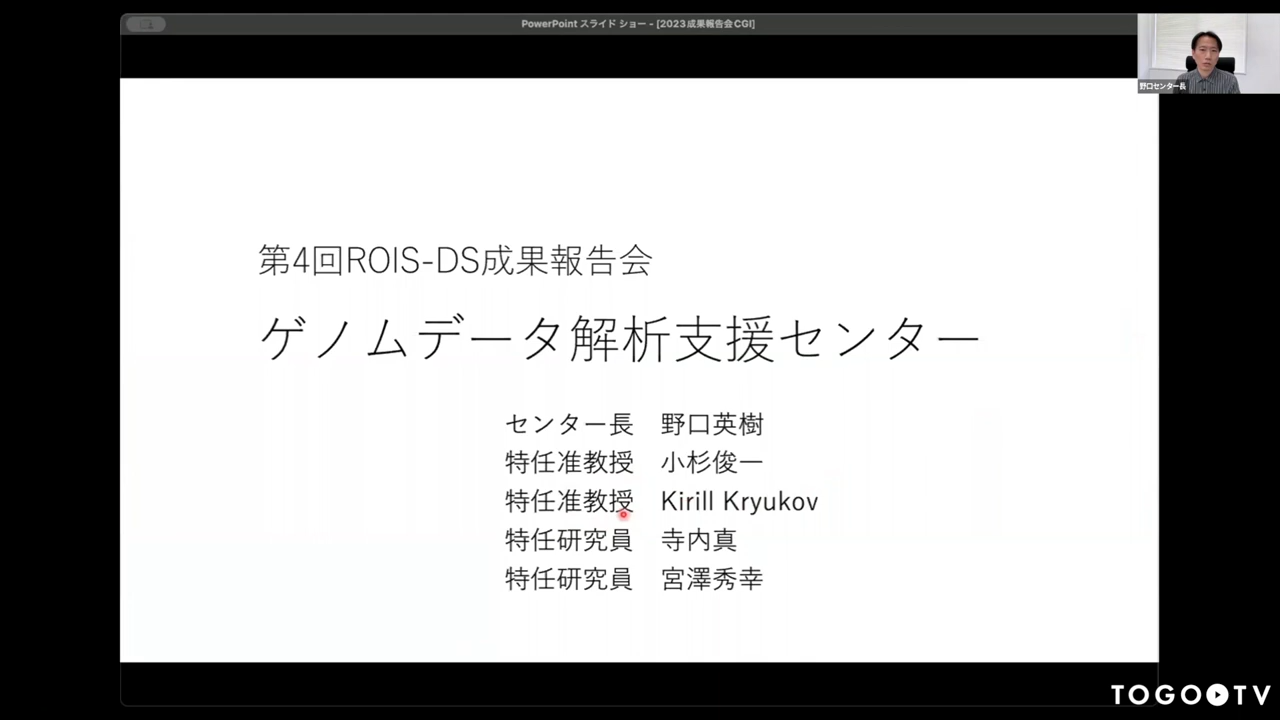 PowerPoint スライド ショー - [2023成果報告会CGI]
野口センター長
第4回ROIS-DS成果報告会
ゲノムデータ解析支援センター
センター長 野口英樹
特任准教授 小杉俊一
特任准教授 Kirill Kryukov
特任研究員 寺内真
特任研究員 宮澤秀幸
TOGOTV